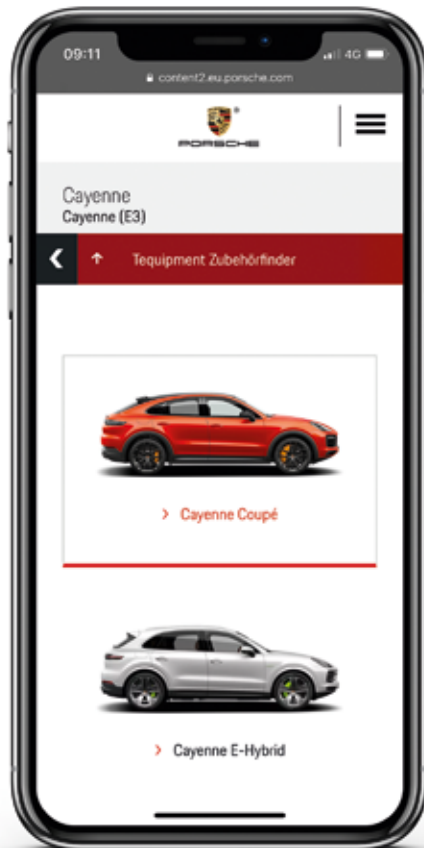 09:11
4G
content2.eu.porsche.com
PORSCHE
Cayenne
Cayenne (E3)
Tequipment Zubehörfinder
Cayenne Coupé
Cayenne E-Hybrid